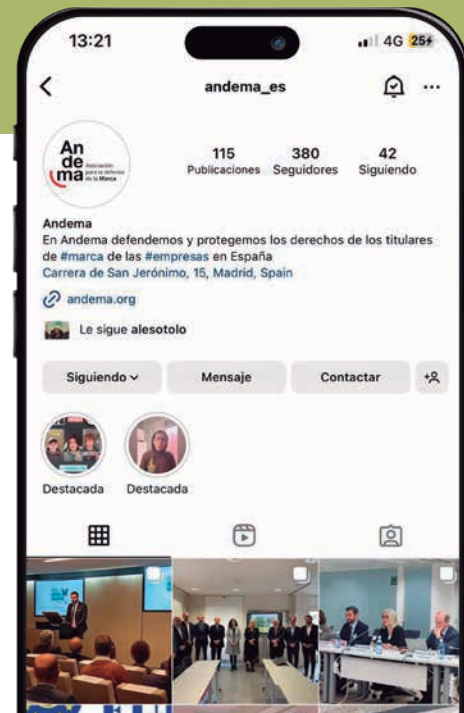 13:21
4G 25
andema_es
An
de
ma
Asociación
para la defensa
de la Marca
115 380 42
Publicaciones Seguidores Siguiendo
Andema
En Andema defendemos y protegemos los derechos de los titulares
de #marca de las #empresas en España
Carrera de San Jerónimo, 15, Madrid, Spain
andema.org
Le sigue alesotolo
Siguiendo Mensaje Contactar
Destacada Destacada